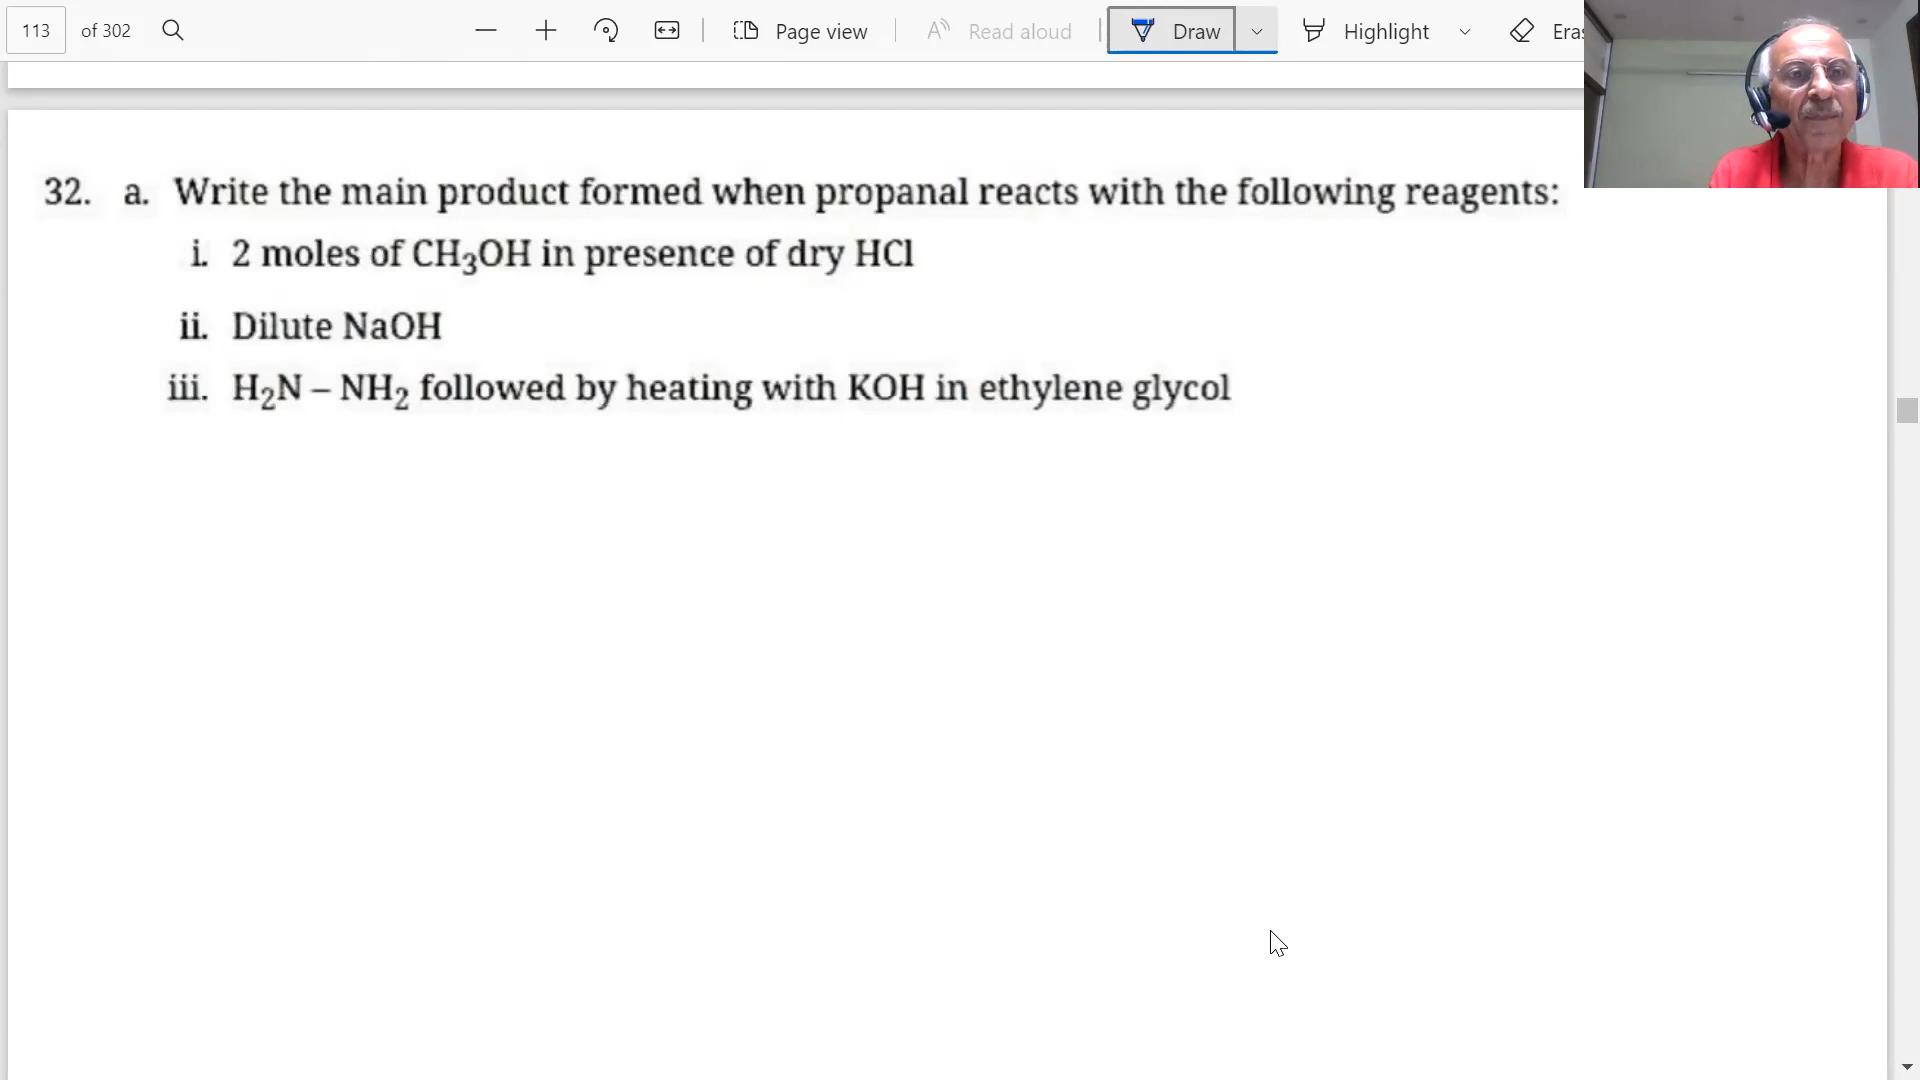 113 of 302 Page view Read aloud Draw Highlight Eras
32. a. Write the main product formed when propanal reacts with the following reagents:
i. 2 moles of CH₃OH in presence of dry HCl
ii. Dilute NaOH
iii. H₂N – NH₂ followed by heating with KOH in ethylene glycol